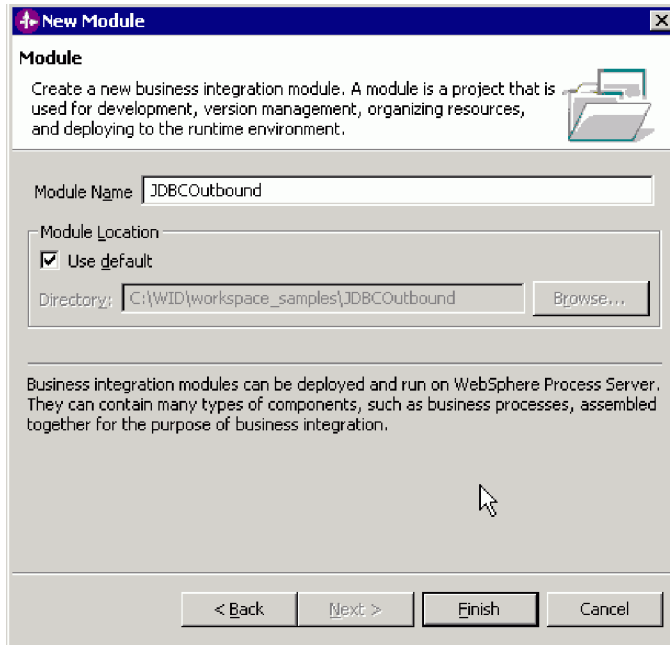 New Module
Module
Create a new business integration module. A module is a project that is
used for development, version management, organizing resources,
and deploying to the runtime environment.
Module Name JDBCOutbound
Module Location
Use default
Directory: C:\WID\workspace_samples\JDBCOutbound Browse...
Business integration modules can be deployed and run on WebSphere Process Server.
They can contain many types of components, such as business processes, assembled
together for the purpose of business integration.
< Back Next > Finish Cancel